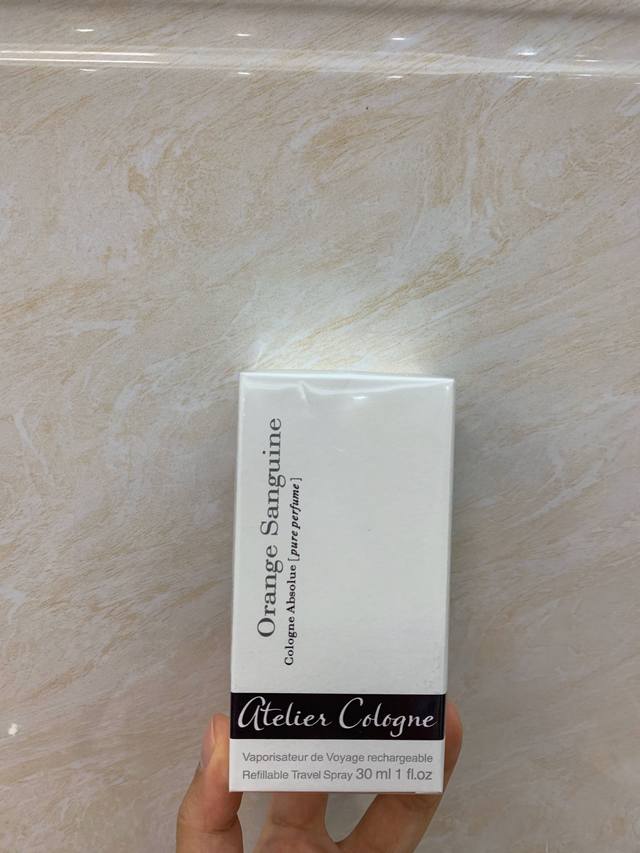 Orange Sanguine
Cologne Absolue [pure perfume]
Atelier Cologne
Vaporisateur de Voyage rechargeable
Refillable Travel Spray 30 ml 1 fl.oz